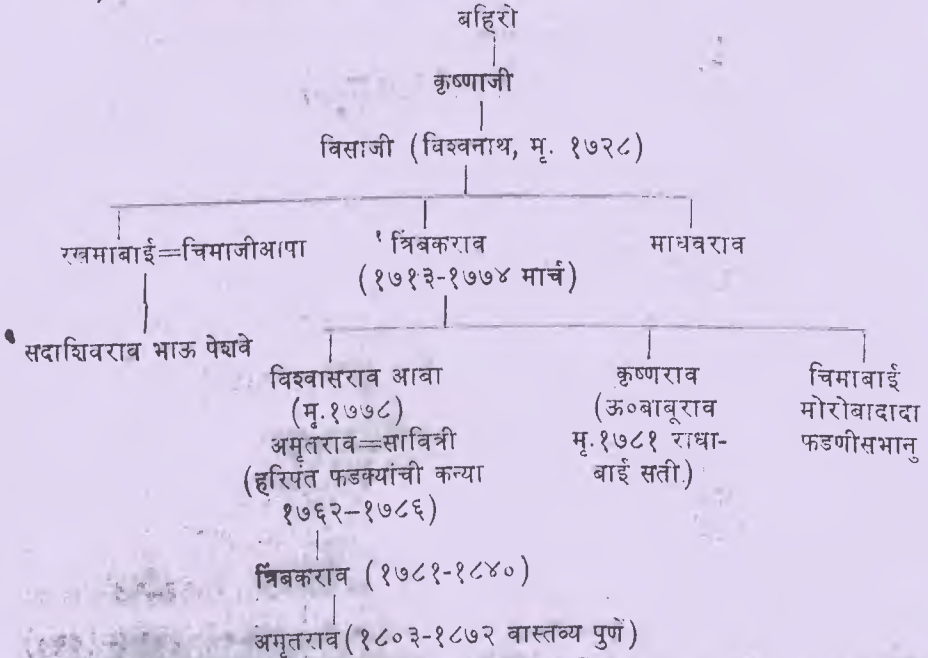 बहिरो
कृष्णाजी
विसाजी (विश्वनाथ, मृ. १७२८)
रखमाबाई=चिमाजीआपा
१ त्रिंबकराव
माधवराव
(१७१३-१७७४ मार्च)
सदाशिवराव भाऊ पेशवे
विश्वासराव आबा
(मृ.१७७८)
अमृतराव=सावित्री
(हरिपंत फडक्यांची कन्या
१७६२-१७८६)
कृष्णराव
(ऊ०बाबूराव
मृ.१७८१ राधा-
बाई सती.)
चिमाबाई
मोरोबादादा
फडणीसभानु
त्रिंबकराव (१७८१-१८४०)
अमृतराव(१८०३-१८७२ वास्तव्य पुणें)